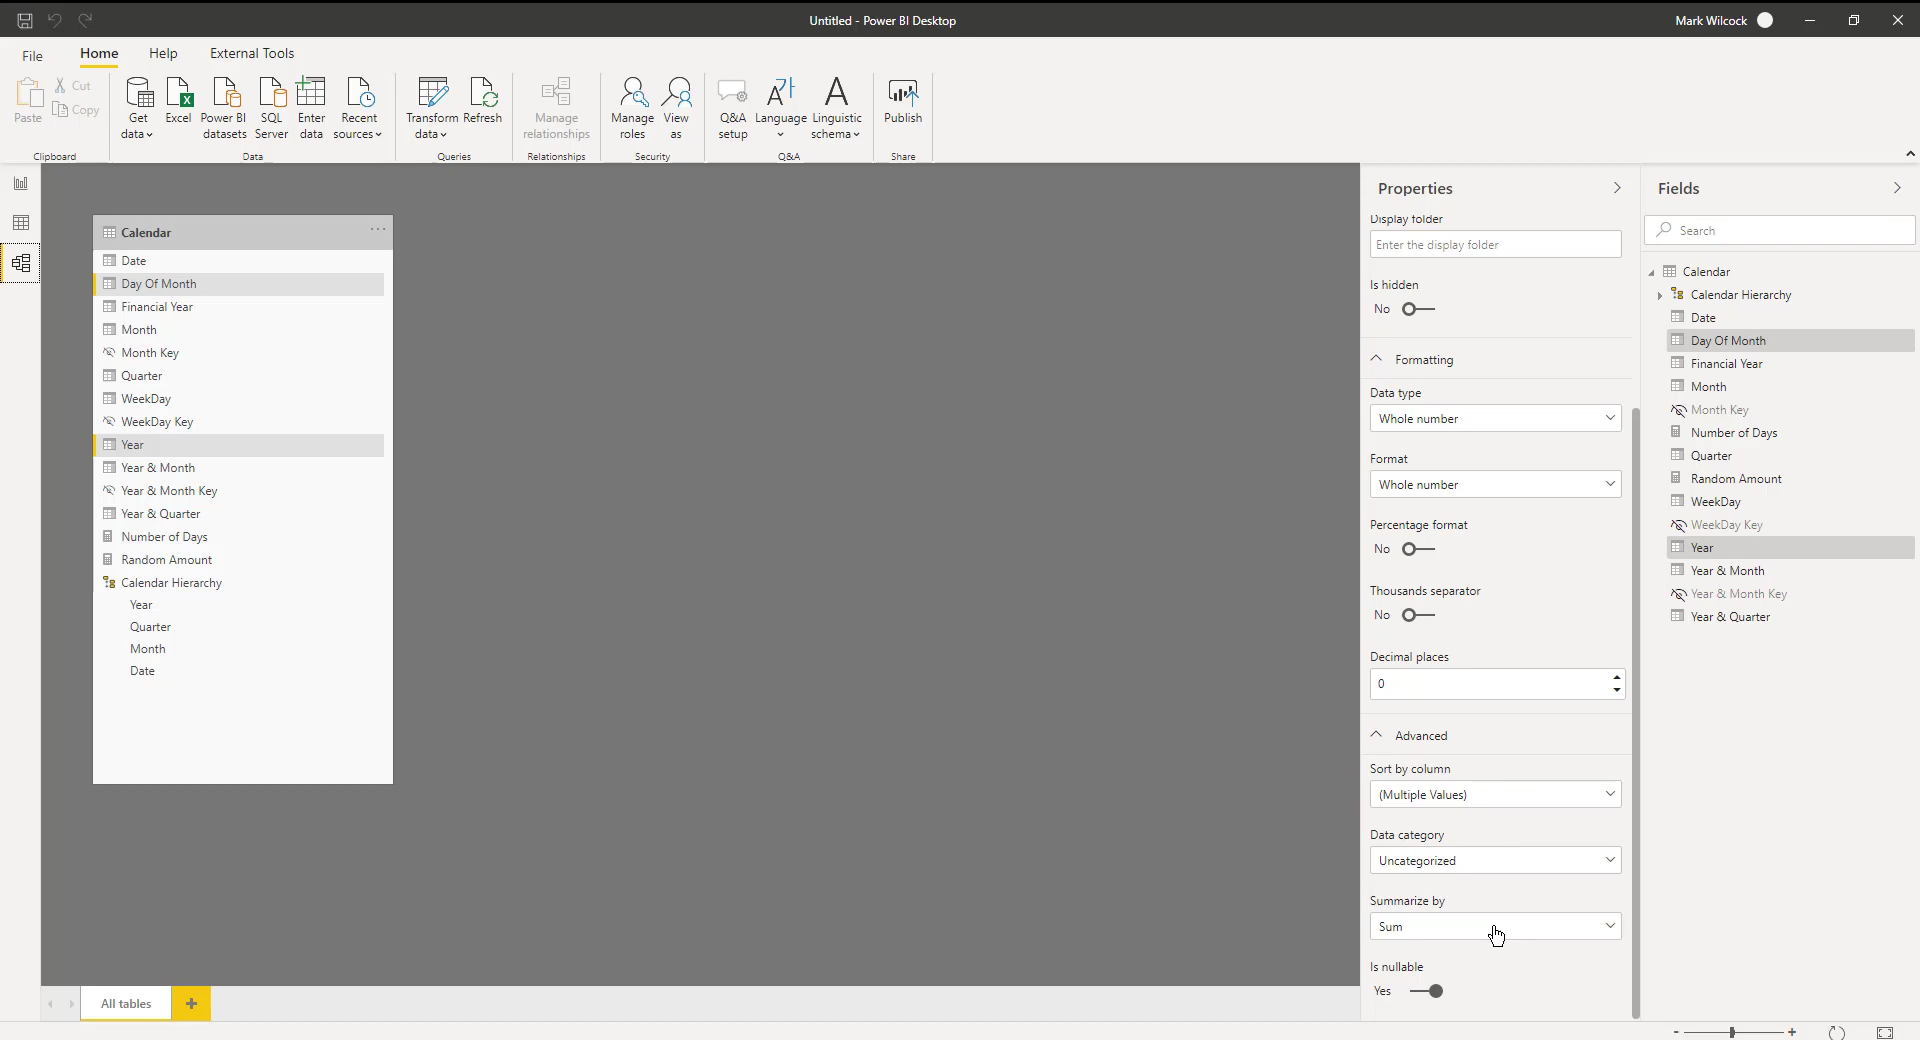 Untitled - Power BI Desktop
Mark Wilcock
File
Home
Help
External Tools
Paste
Cut
Copy
Clipboard
Get data
Excel
Power BI datasets
SQL Server
Enter data
Recent sources
Data
Transform data
Refresh
Queries
Manage relationships
Relationships
Manage roles
View as
Security
Q&A setup
Language
Linguistic schema
Q&A
Publish
Share
Calendar
Date
Day Of Month
Financial Year
Month
Month Key
Quarter
WeekDay
WeekDay Key
Year
Year & Month
Year & Month Key
Year & Quarter
Number of Days
Random Amount
Calendar Hierarchy
Year
Quarter
Month
Date
All tables
Properties
Display folder
Enter the display folder
Is hidden
No
Formatting
Data type
Whole number
Format
Whole number
Percentage format
No
Thousands separator
No
Decimal places
0
Advanced
Sort by column
(Multiple Values)
Data category
Uncategorized
Summarize by
Sum
Is nullable
Yes
Fields
Search
Calendar
Calendar Hierarchy
Date
Day Of Month
Financial Year
Month
Month Key
Number of Days
Quarter
Random Amount
WeekDay
WeekDay Key
Year
Year & Month
Year & Month Key
Year & Quarter